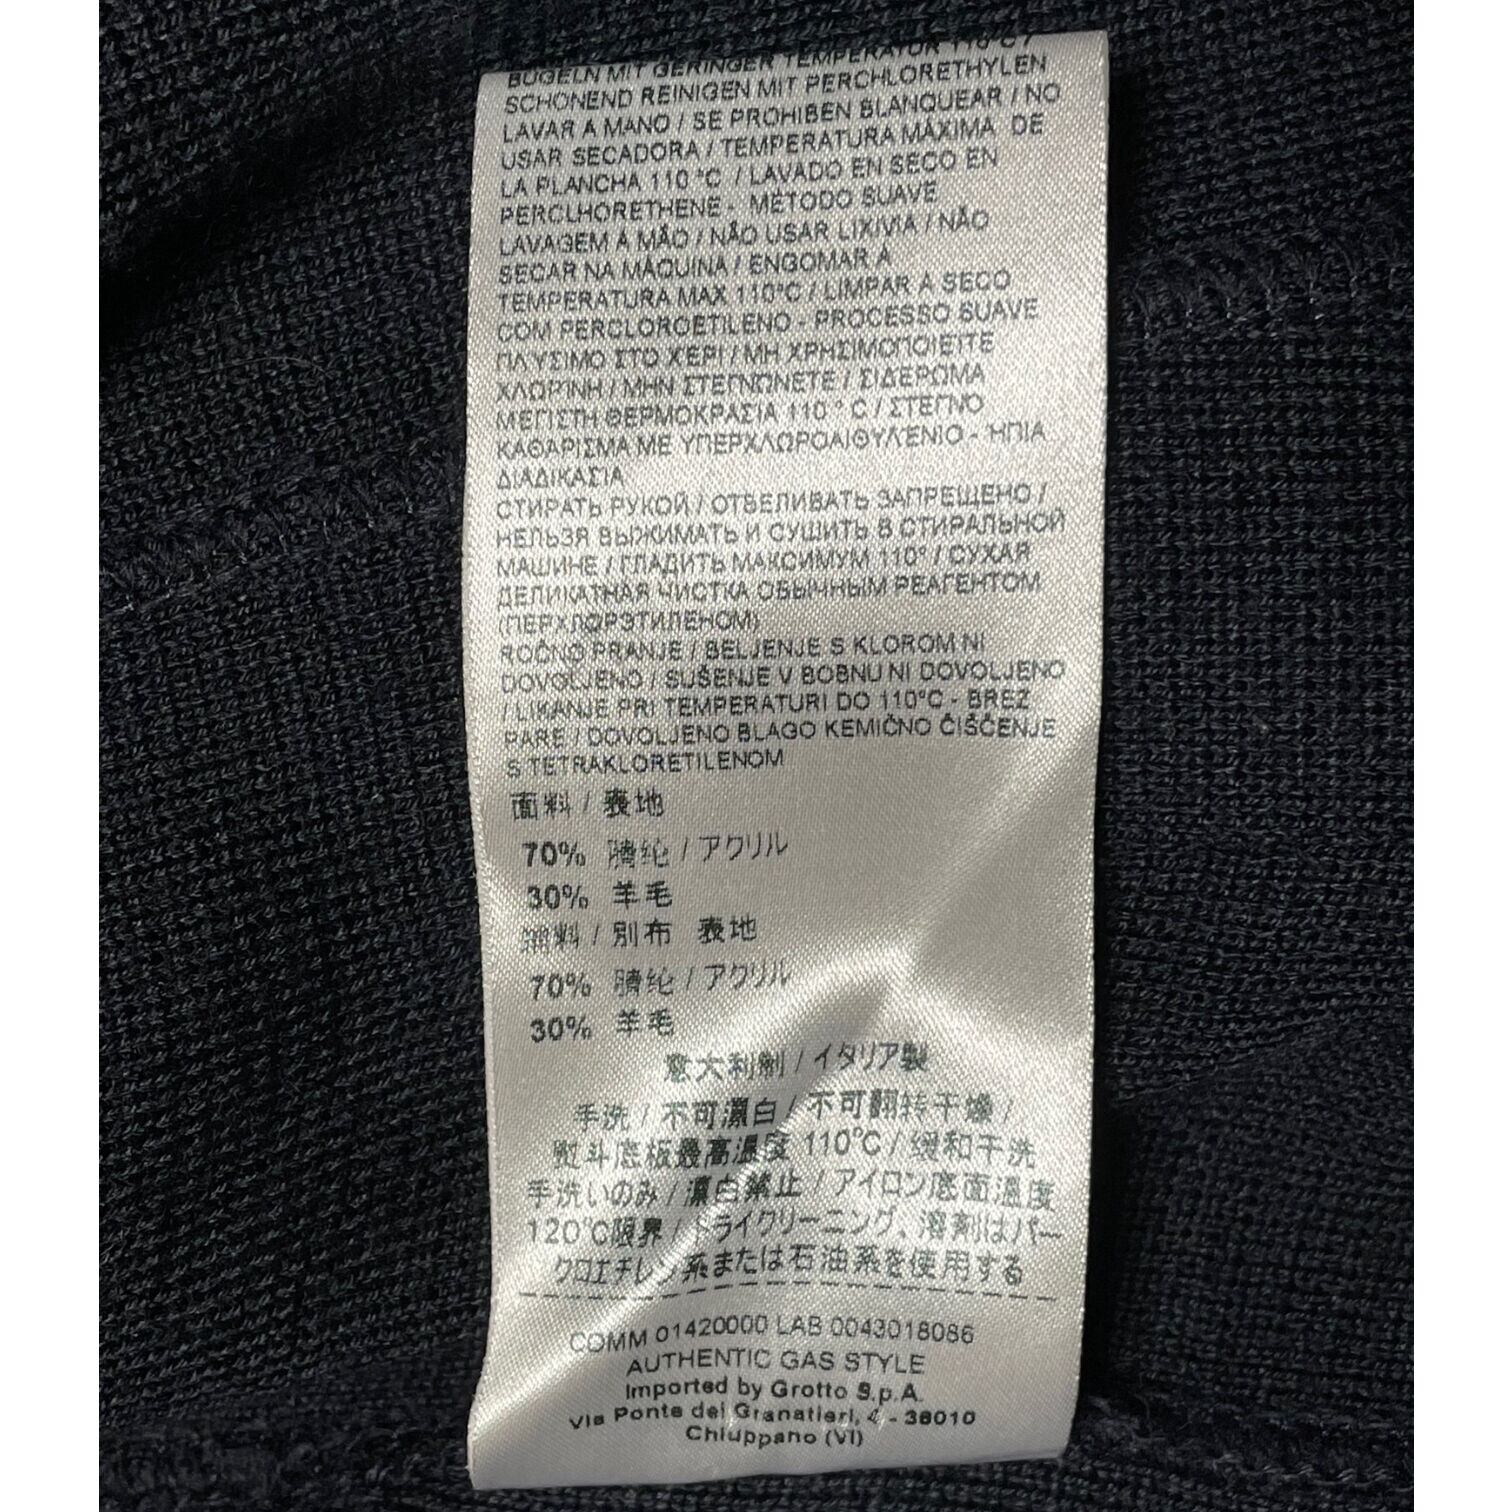 BÜGELN MIT GERINGER TEMPERATUR 110°C /
SCHONEND REINIGEN MIT PERCHLORETHYLEN
LAVAR A MANO / SE PROHIBEN BLANQUEAR / NO
USAR SECADORA / TEMPERATURA MÁXIMA DE
LA PLANCHA 110 °C / LAVADO EN SECO EN
PERCLHORETHENE - MÉTODO SUAVE
LAVAGEM À MÃO / NÃO USAR LIXIVIA / NÃO
SECAR NA MÁQUINA / ENGOMAR A
TEMPERATURA MAX 110°C / LIMPAR A SECO
COM PERCLOROETILENO - PROCESSO SUAVE
ΠΛΥΣΙΜΟ ΣΤΟ ΧΕΡΙ / ΜΗ ΧΡΗΣΙΜΟΠΟΙΕΙΤΕ
ΧΛΩΡΙΝΗ / ΜΗΝ ΣΤΕΓΝΩΝΕΤΕ / ΣΙΔΕΡΩΜΑ
ΜΕΓΙΣΤΗ ΘΕΡΜΟΚΡΑΣΙΑ 110 ° C / ΣΤΕΓΝΟ
ΚΑΘΑΡΙΣΜΑ ΜΕ ΥΠΕΡΧΛΩΡΟΑΙΘΥΛΕΝΙΟ - ΗΠΙΑ
ΔΙΑΔΙΚΑΣΙΑ
СТИРАТЬ РУКОЙ / ОТБЕЛИВАТЬ ЗАПРЕЩЕНО /
НЕЛЬЗЯ ВЫЖИМАТЬ И СУШИТЬ В СТИРАЛЬНОЙ
МАШИНЕ / ГЛАДИТЬ МАКСИМУМ 110° / СУХАЯ
ДЕЛИКАТНАЯ ЧИСТКА ОБЫЧНЫМ РЕАГЕНТОМ
(ПЕРХЛОРЭТИЛЕНОМ)
ROČNO PRANJE / BELJENJE S KLOROM NI
DOVOLJENO / SUŠENJE V BOBNU NI DOVOLJENO
/ LIKANJE PRI TEMPERATURI DO 110°C - BREZ
PARE / DOVOLJENO BLAGO KEMIČNO ČIŠČENJE
S TETRAKLORETILENOM
面料 / 表地
70% 腈纶 / アクリル
30% 羊毛
辅料 / 別布 表地
70% 腈纶 / アクリル
30% 羊毛
意大利制 / イタリア製
手洗 / 不可漂白 / 不可翻转干燥 /
熨斗底板最高温度 110°C / 缓和干洗
手洗いのみ / 漂白禁止 / アイロン底面温度
120°C限界 / ドライクリーニング、溶剤はパー
クロエチレン系または石油系を使用する
COMM 01420000 LAB 0043018086
AUTHENTIC GAS STYLE
Imported by Grotto S.p.A.
Via Ponte dei Granatieri, 4 - 36010
Chiuppano (VI)